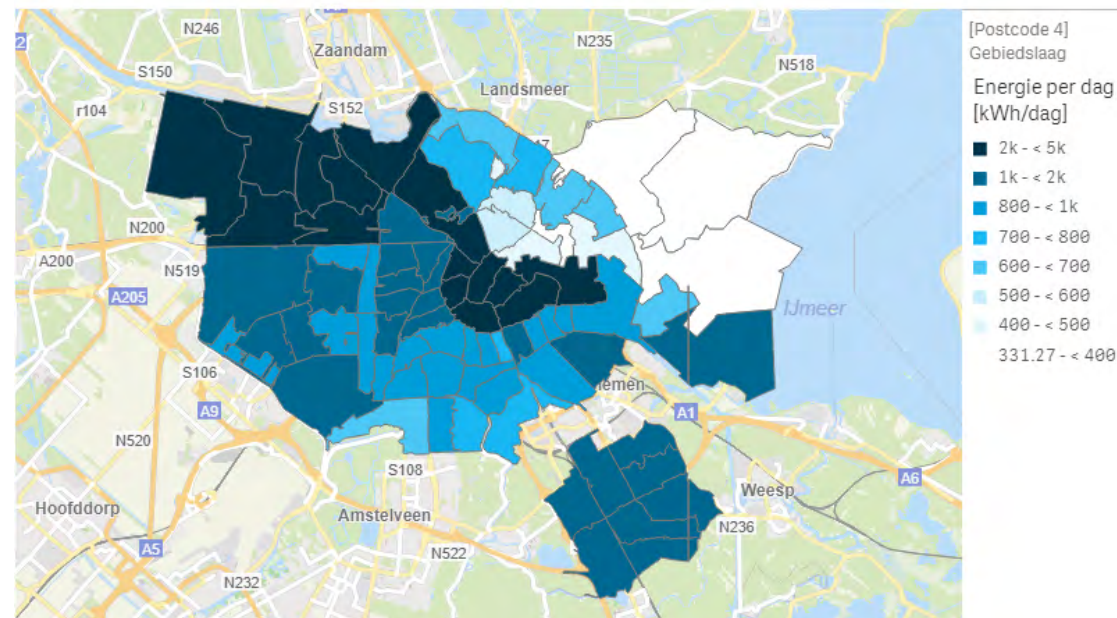 N246
Zaandam
N235
N518
S150
S152
Landsmeer
r104
2
N200
A200
N519
A205
S106
A9
N520
S108
Hoofddorp
Amstelveen
A5
N232
N522
IJmeer
A1
A6
Weesp
N236
[Postcode 4]
Gebiedslaag
Energie per dag
[kWh/dag]
2k - < 5k
1k - < 2k
800 - < 1k
700 - < 800
600 - < 700
500 - < 600
400 - < 500
331.27 - < 400